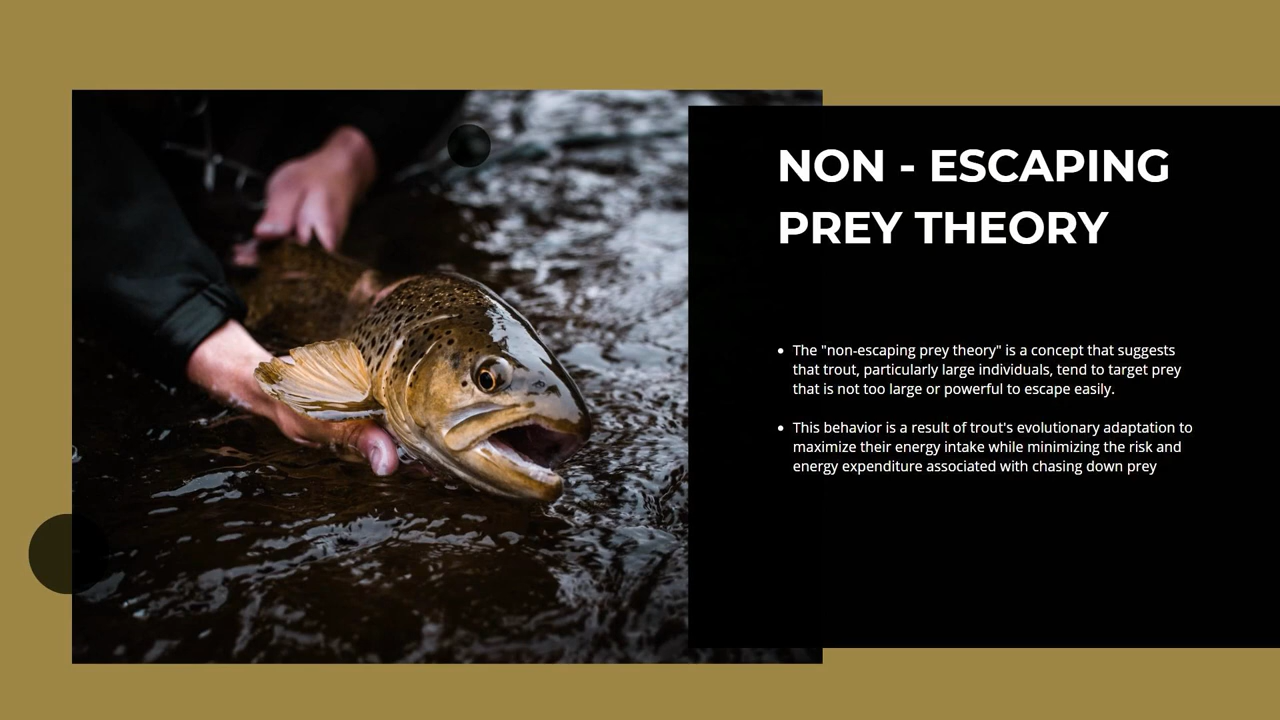 NON - ESCAPING
PREY THEORY
• The "non-escaping prey theory" is a concept that suggests
that trout, particularly large individuals, tend to target prey
that is not too large or powerful to escape easily.
• This behavior is a result of trout's evolutionary adaptation to
maximize their energy intake while minimizing the risk and
energy expenditure associated with chasing down prey